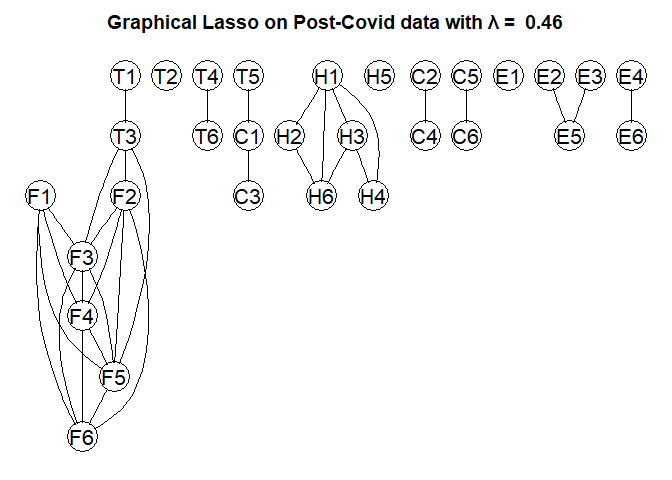 Graphical Lasso on Post-Covid data with λ = 0.46
T1 T2 T4 T5 H1 H5 C2 C5 E1 E2 E3 E4
T3 T6 C1 H2 H3 C4 C6 E5 E6
F1 F2 C3 H6 H4
F3
F4
F5
F6